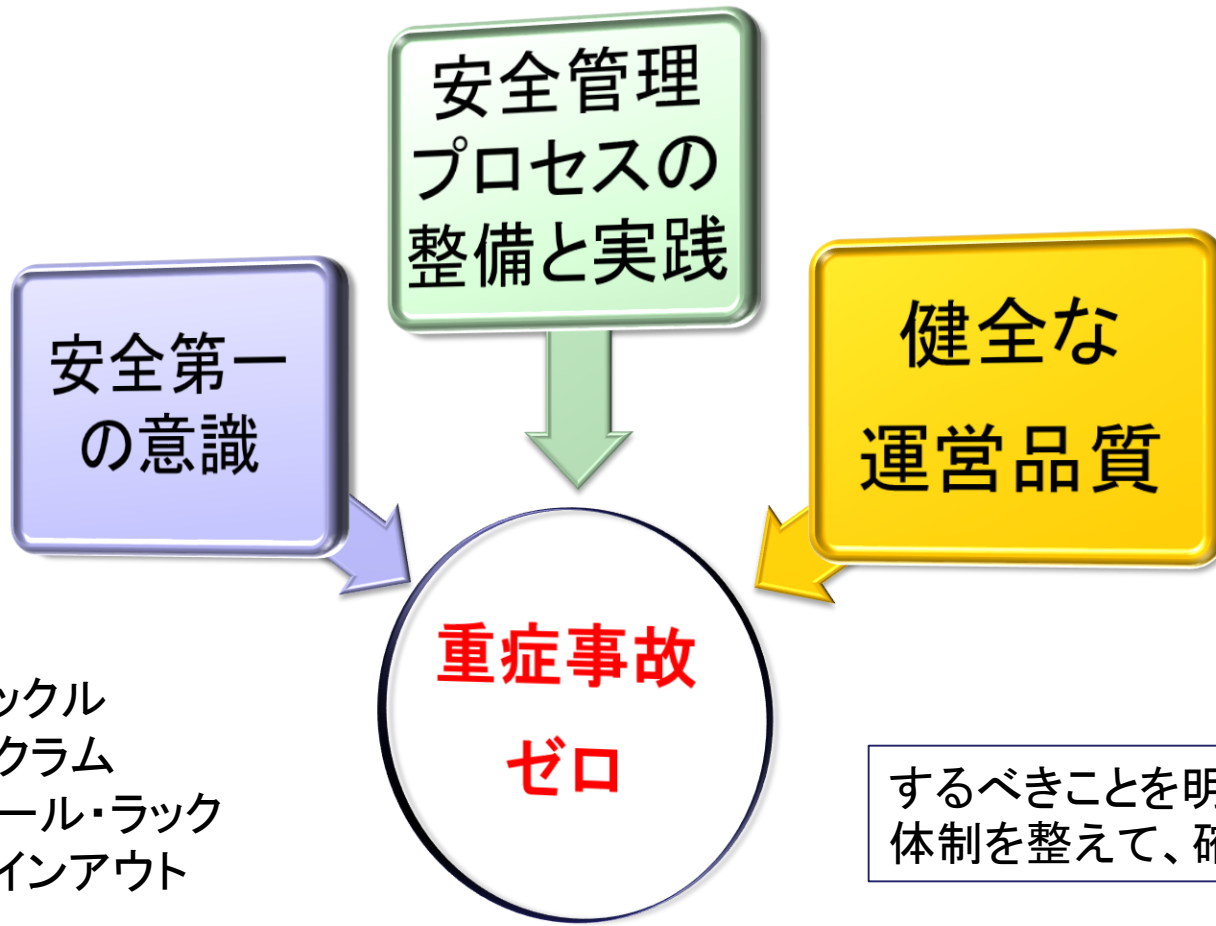 安全管理
プロセスの
整備と実践
安全第一
の意識
健全な
運営品質
重症事故
ゼロ
ックル
クラム
ール・ラック
インアウト
するべきことを明
体制を整えて、確